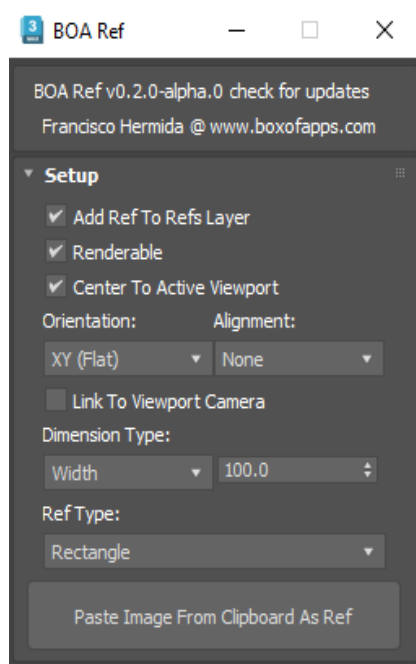 3
BOA Ref
BOA Ref v0.2.0-alpha.0 check for updates
Francisco Hermida @ www.boxofapps.com
Setup
Add Ref To Refs Layer
Renderable
Center To Active Viewport
Orientation: Alignment:
XY (Flat) None
Link To Viewport Camera
Dimension Type:
Width 100.0
Ref Type:
Rectangle
Paste Image From Clipboard As Ref